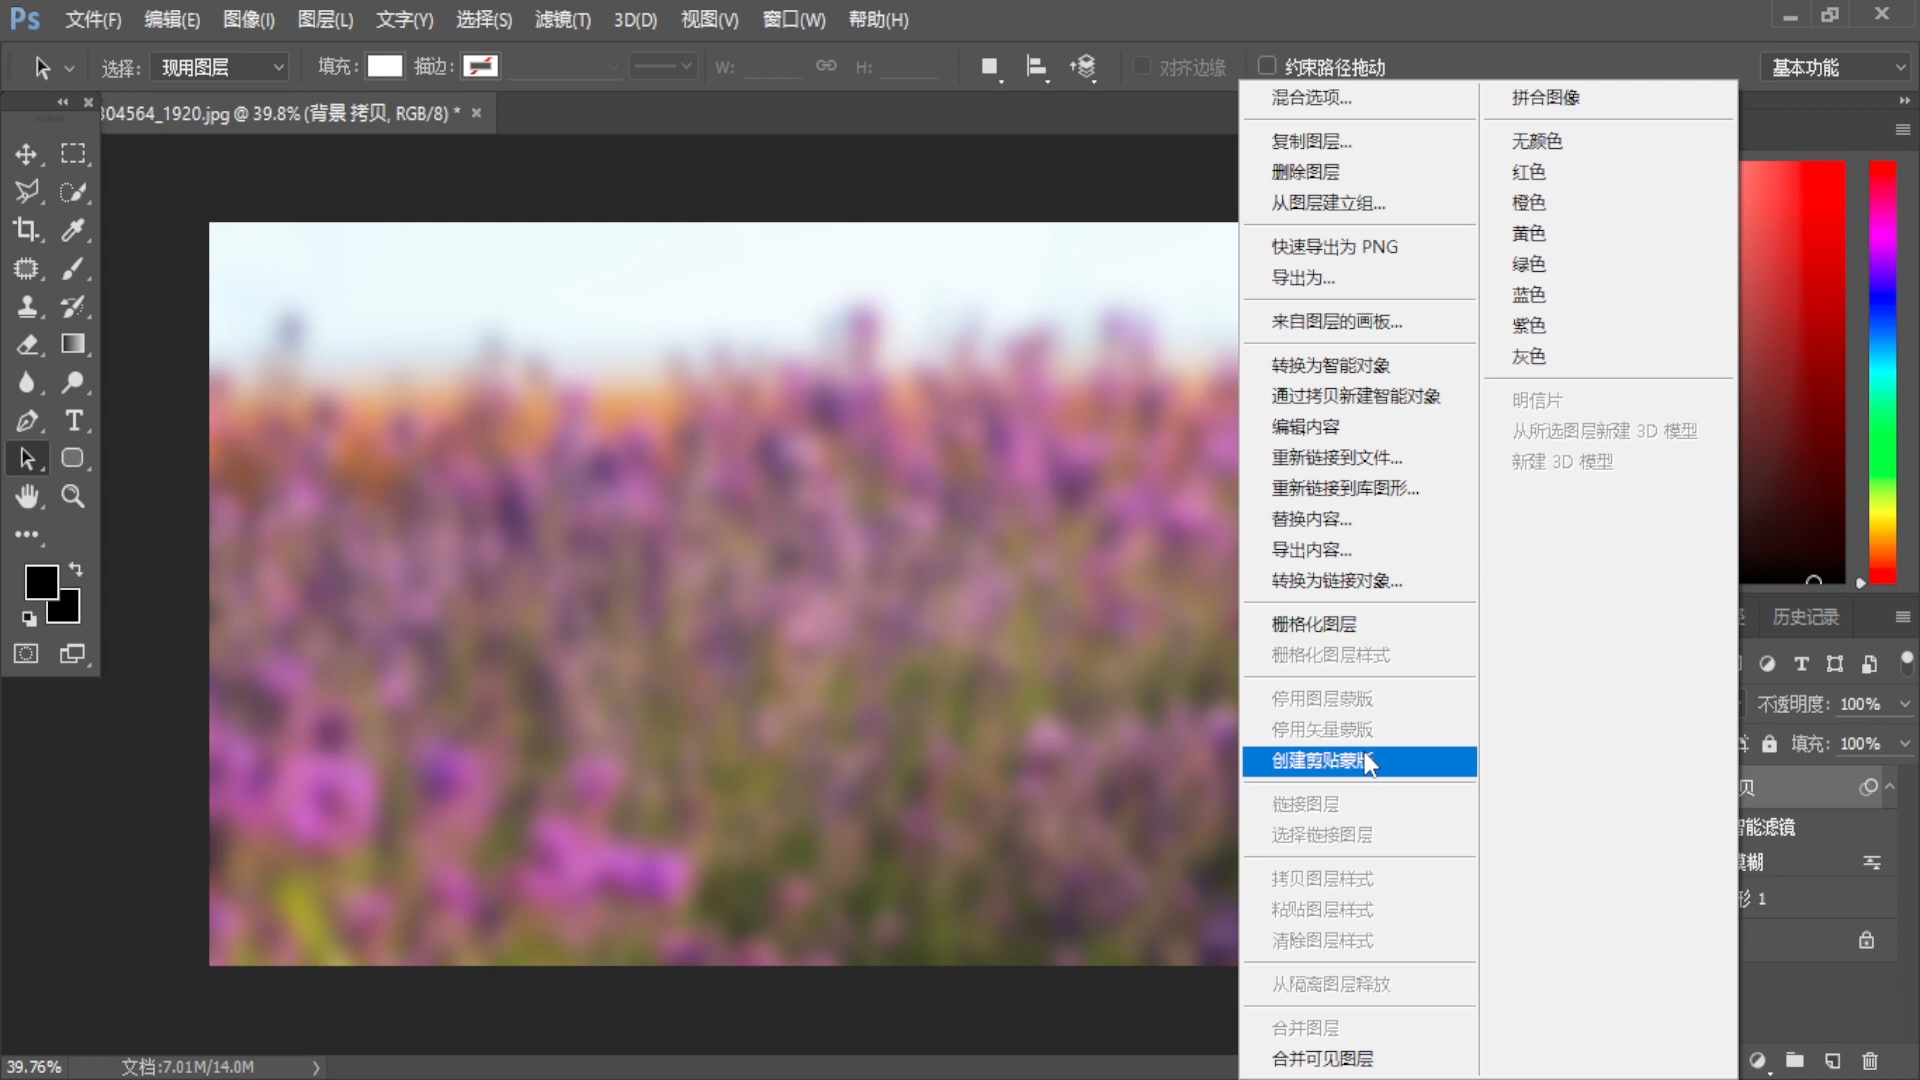 Ps 文件(F) 编辑(E) 图像(I) 图层(L) 文字(Y) 选择(S) 滤镜(T) 3D(D) 视图(V) 窗口(W) 帮助(H)
选择: 现用图层 填充: 描边: W: H: 对齐边缘 约束路径拖动 基本功能
304564_1920.jpg @ 39.8% (背景 拷贝, RGB/8) *
混合选项...
复制图层...
删除图层
从图层建立组...
快速导出为 PNG
导出为...
来自图层的画板...
转换为智能对象
通过拷贝新建智能对象
编辑内容
重新链接到文件...
重新链接到库图形...
替换内容...
导出内容...
转换为链接对象...
栅格化图层
栅格化图层样式
停用图层蒙版
停用矢量蒙版
创建剪贴蒙版
链接图层
选择链接图层
拷贝图层样式
粘贴图层样式
清除图层样式
从隔离图层释放
合并图层
合并可见图层
拼合图像
无颜色
红色
橙色
黄色
绿色
蓝色
紫色
灰色
明信片
从所选图层新建 3D 模型
新建 3D 模型
历史记录
不透明度: 100%
填充: 100%
贝
智能滤镜
模糊
形 1
39.76% 文档:7.01M/14.0M